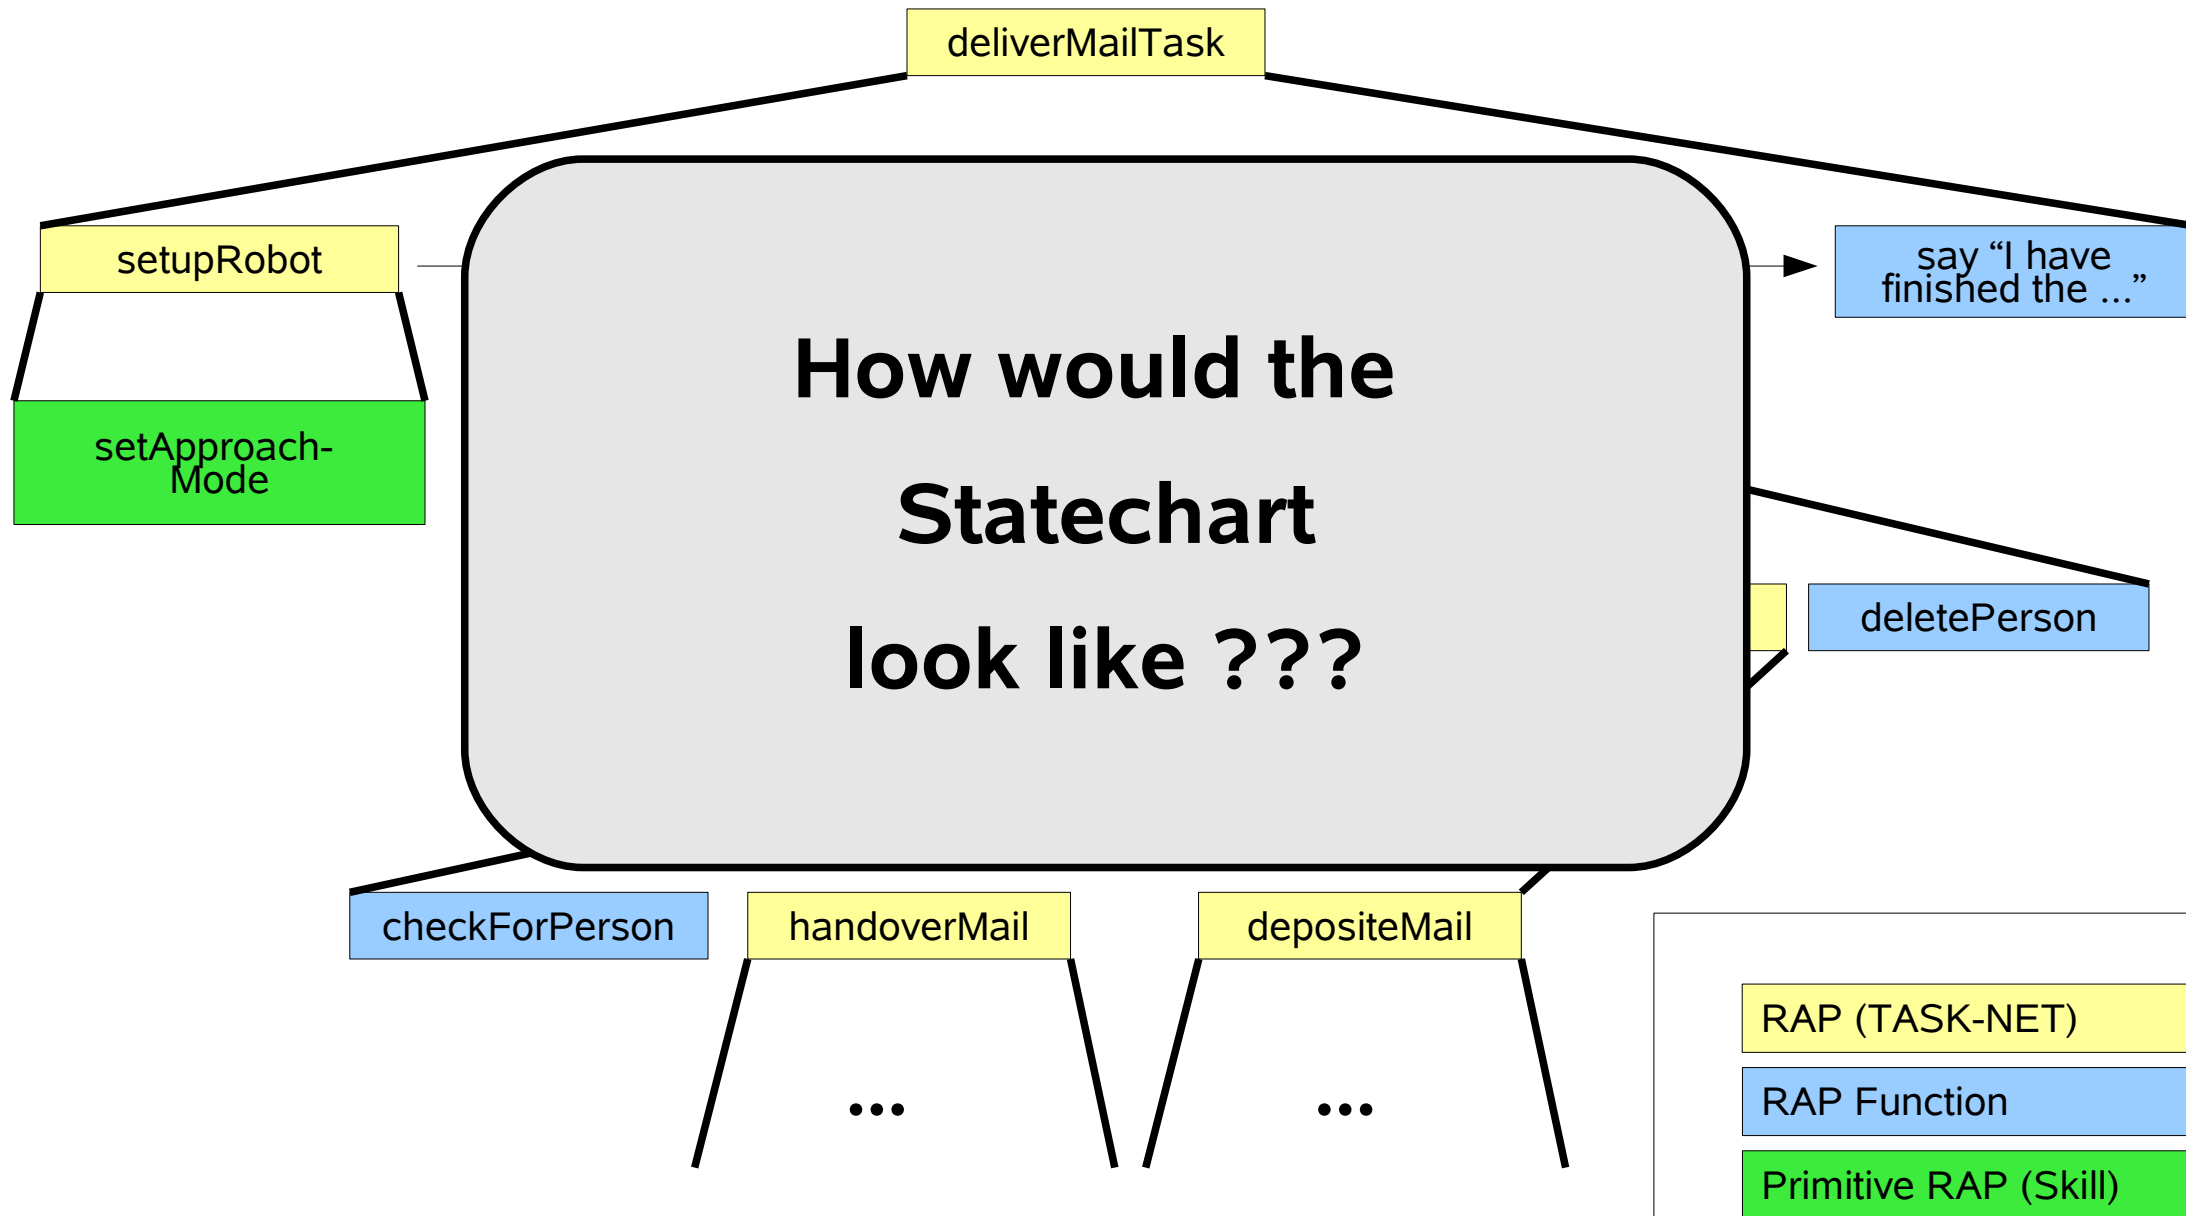 deliverMailTask
setupRobot
say “I have
finished the ...”
How would the
Statechart
look like ???
setApproach-
Mode
deletePerson
checkForPerson
handoverMail
depositeMail
...
...
RAP (TASK-NET)
RAP Function
Primitive RAP (Skill)